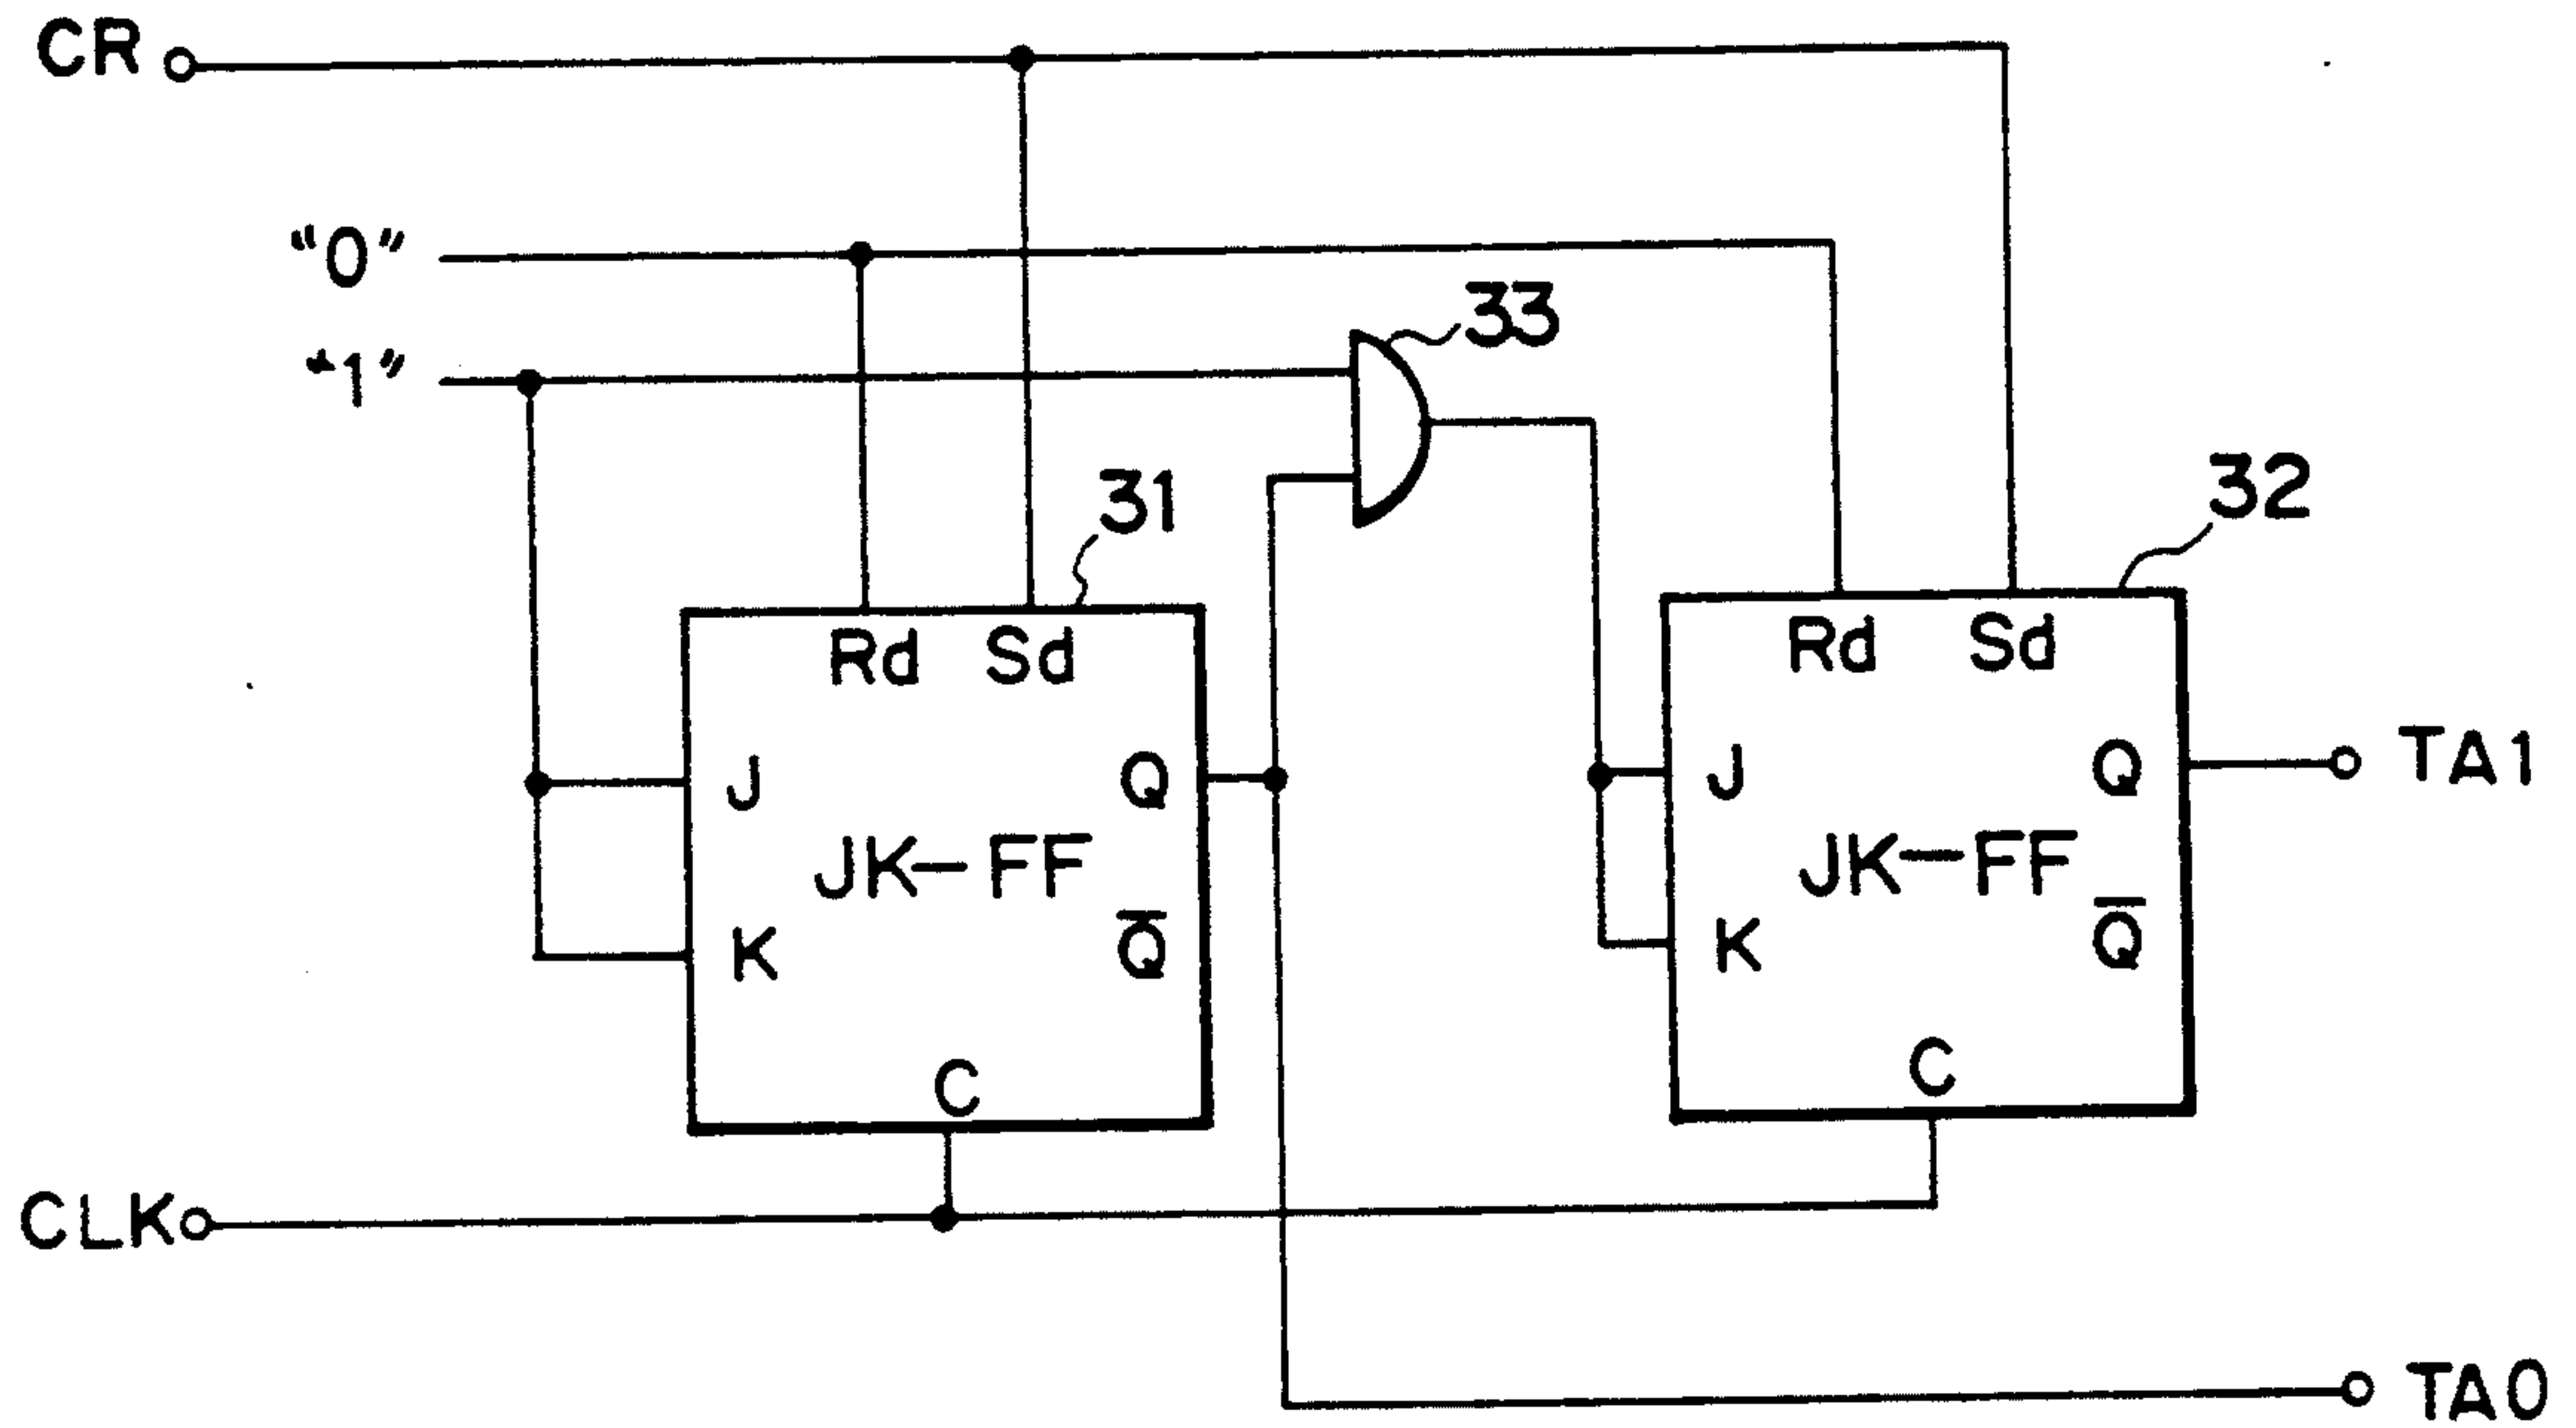 CR
"0"
"1"
33
31
32
Rd Sd
Rd Sd
J Q
J Q
TA1
JK-FF
JK-FF
K Q̅
K Q̅
C
C
CLK
TA0